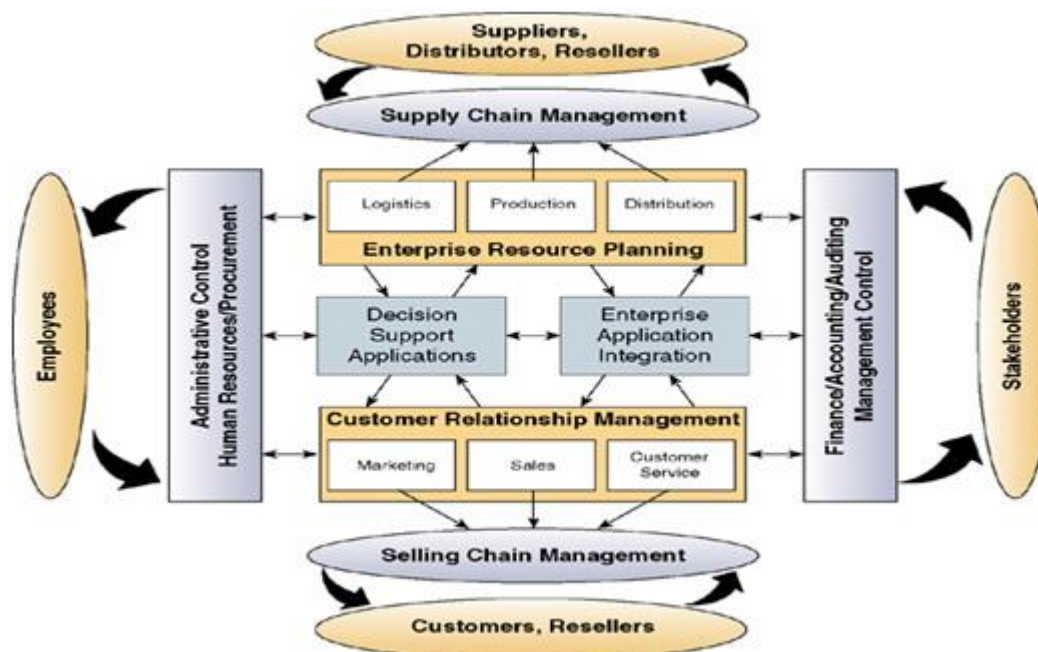 Suppliers,
Distributors, Resellers
Supply Chain Management
Logistics
Production
Distribution
Enterprise Resource Planning
Employees
Administrative Control
Human Resources/Procurement
Decision
Support
Applications
Enterprise
Application
Integration
Finance/Accounting/Auditing
Management Control
Stakeholders
Customer Relationship Management
Marketing
Sales
Customer
Service
Selling Chain Management
Customers, Resellers